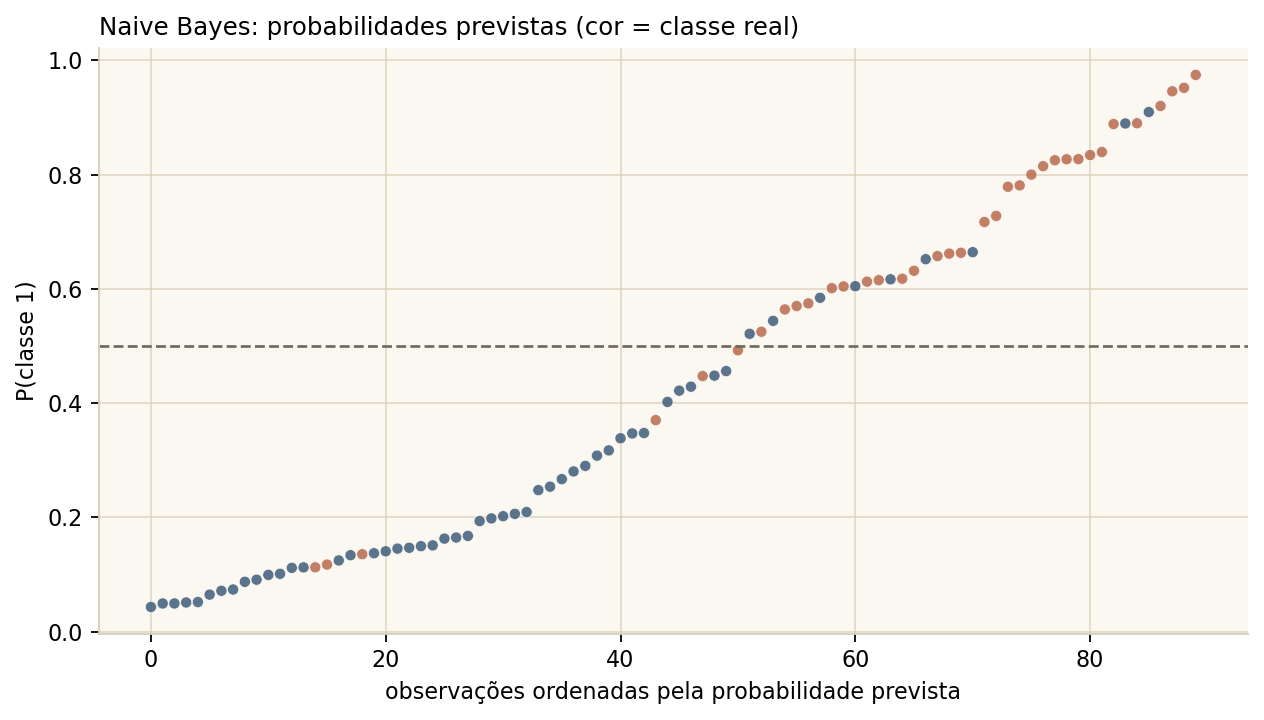 Naive Bayes: probabilidades previstas (cor = classe real)
P(classe 1)
1.0
0.8
0.6
0.4
0.2
0.0
0 20 40 60 80
observações ordenadas pela probabilidade prevista